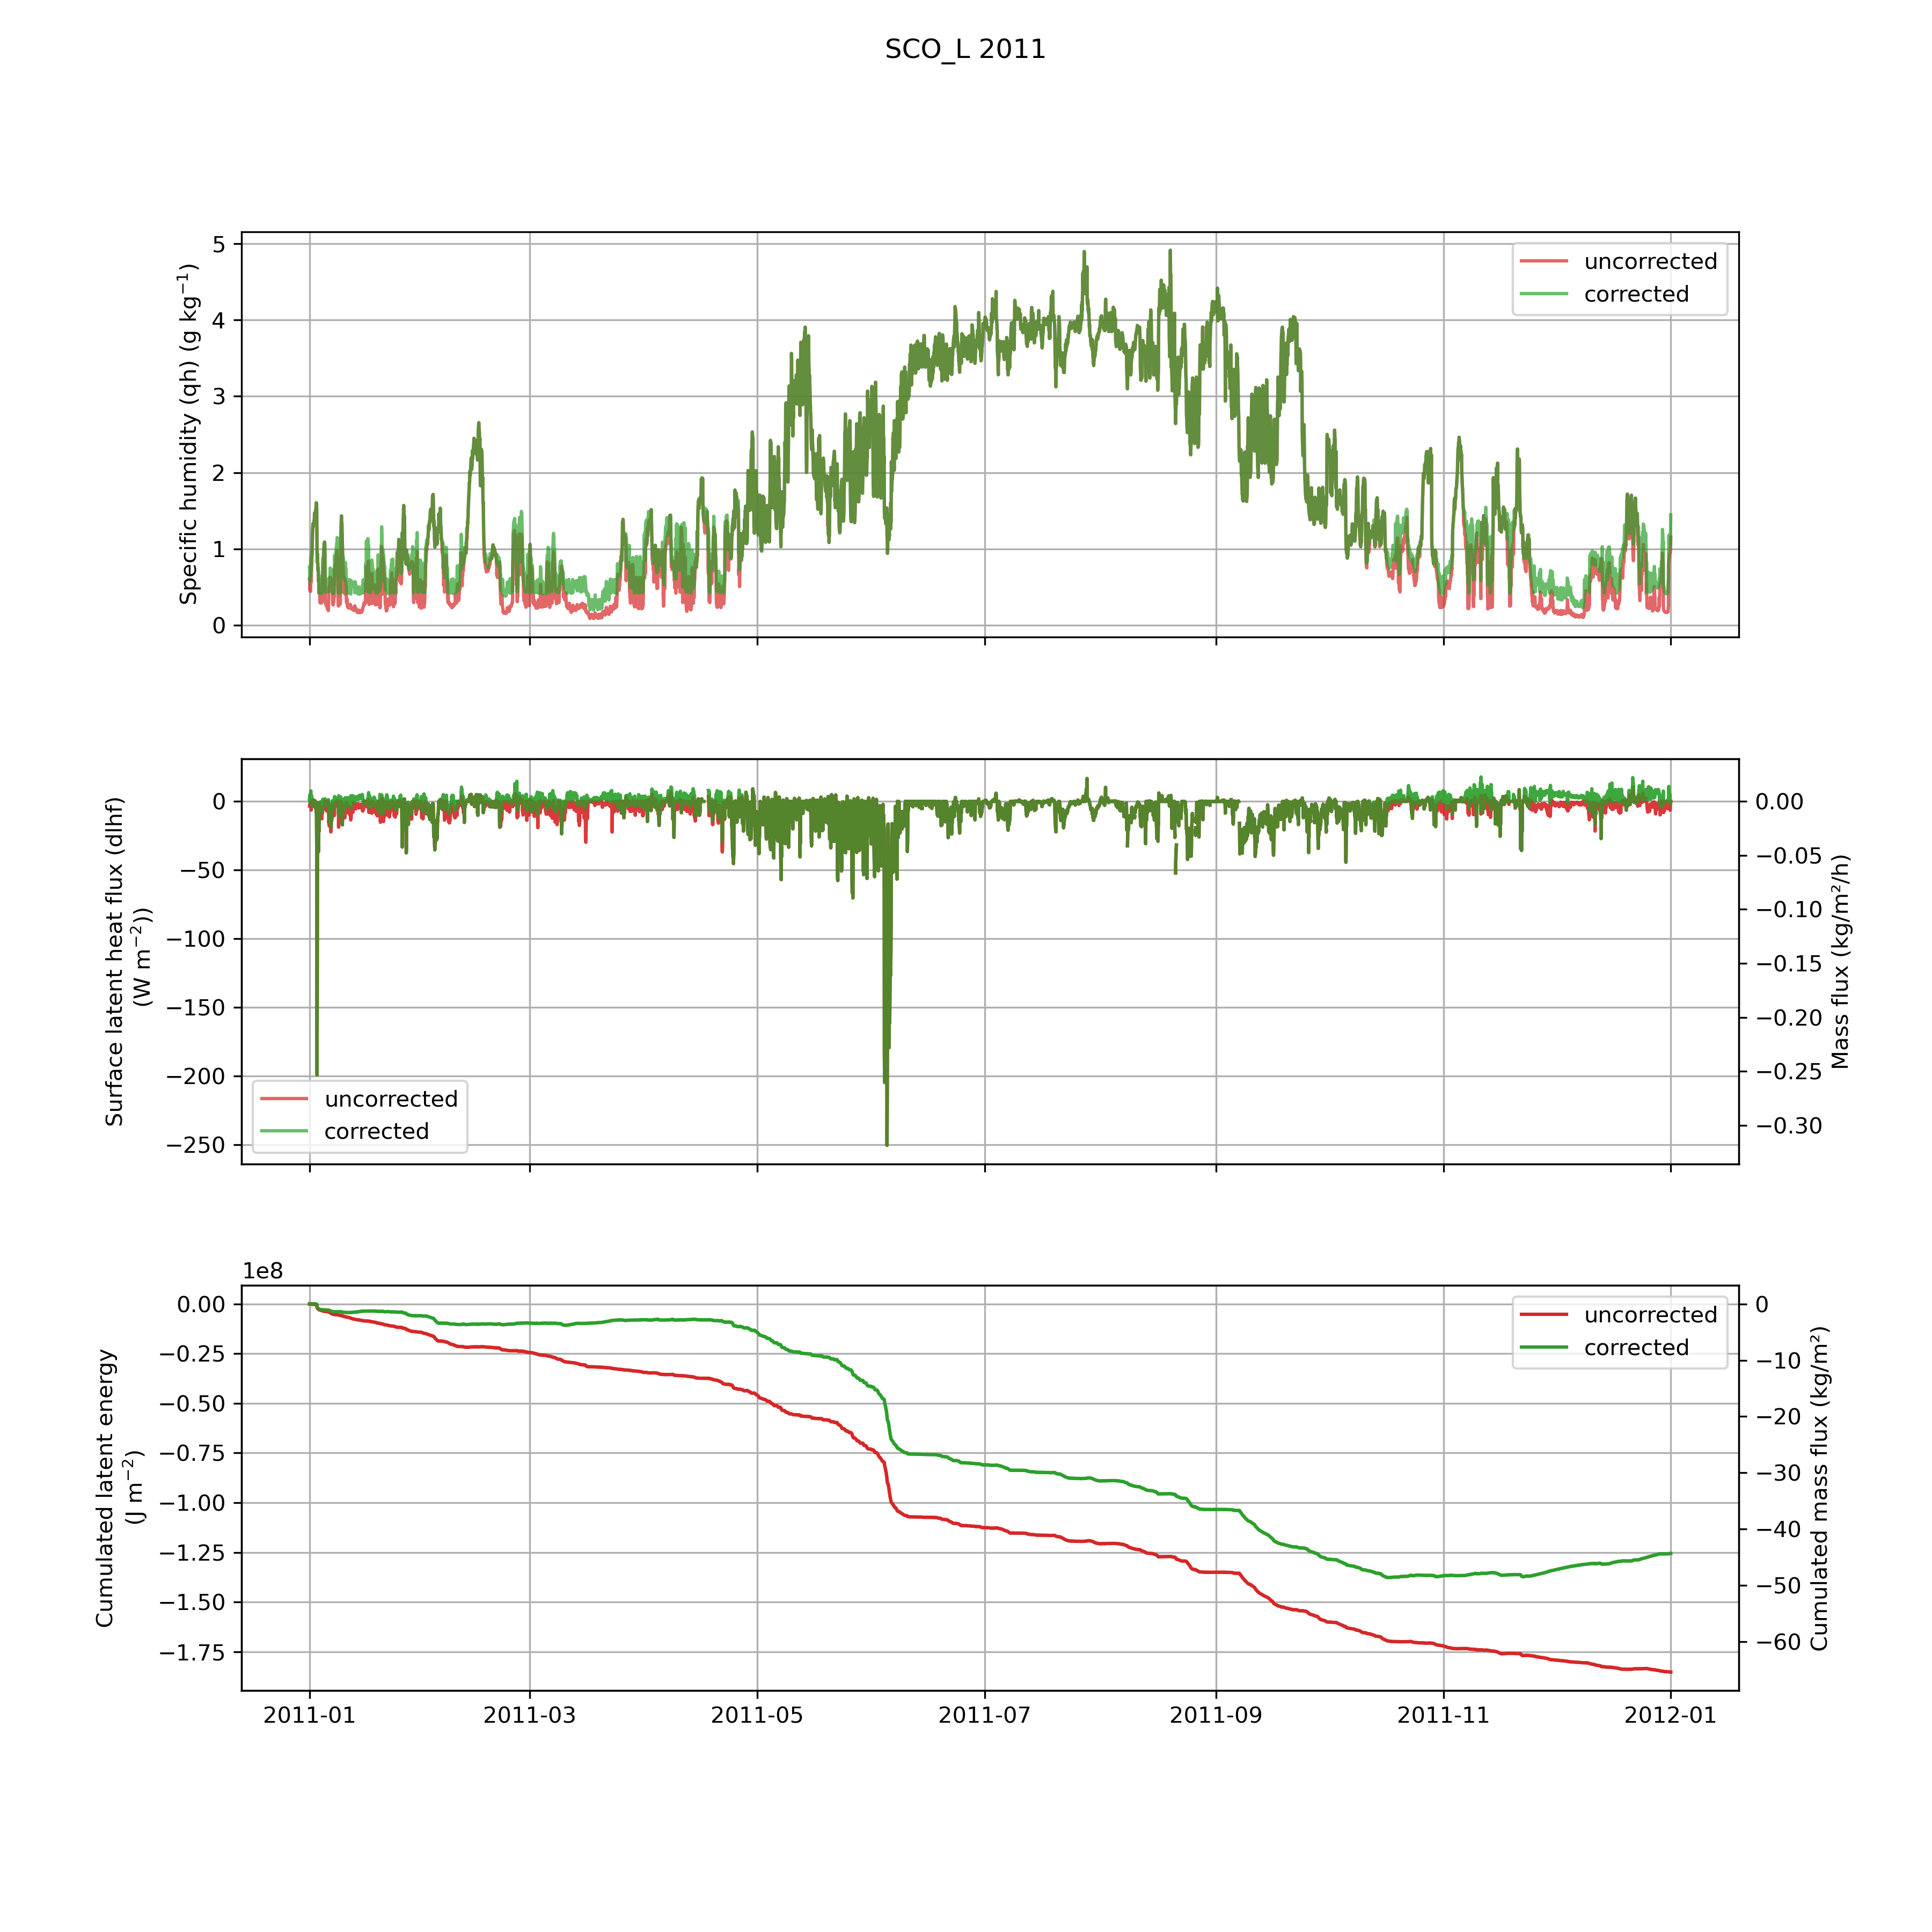 SCO_L 2011
Specific humidity (qh) (g kg⁻¹)
5
4
3
2
1
0
uncorrected
corrected
Surface latent heat flux (dlhf)
(W m⁻²))
0
−50
−100
−150
−200
−250
uncorrected
corrected
0.00
−0.05
−0.10
−0.15
−0.20
−0.25
−0.30
Mass flux (kg/m²/h)
1e8
Cumulated latent energy
(J m⁻²)
0.00
−0.25
−0.50
−0.75
−1.00
−1.25
−1.50
−1.75
uncorrected
corrected
0
−10
−20
−30
−40
−50
−60
Cumulated mass flux (kg/m²)
2011-01 2011-03 2011-05 2011-07 2011-09 2011-11 2012-01